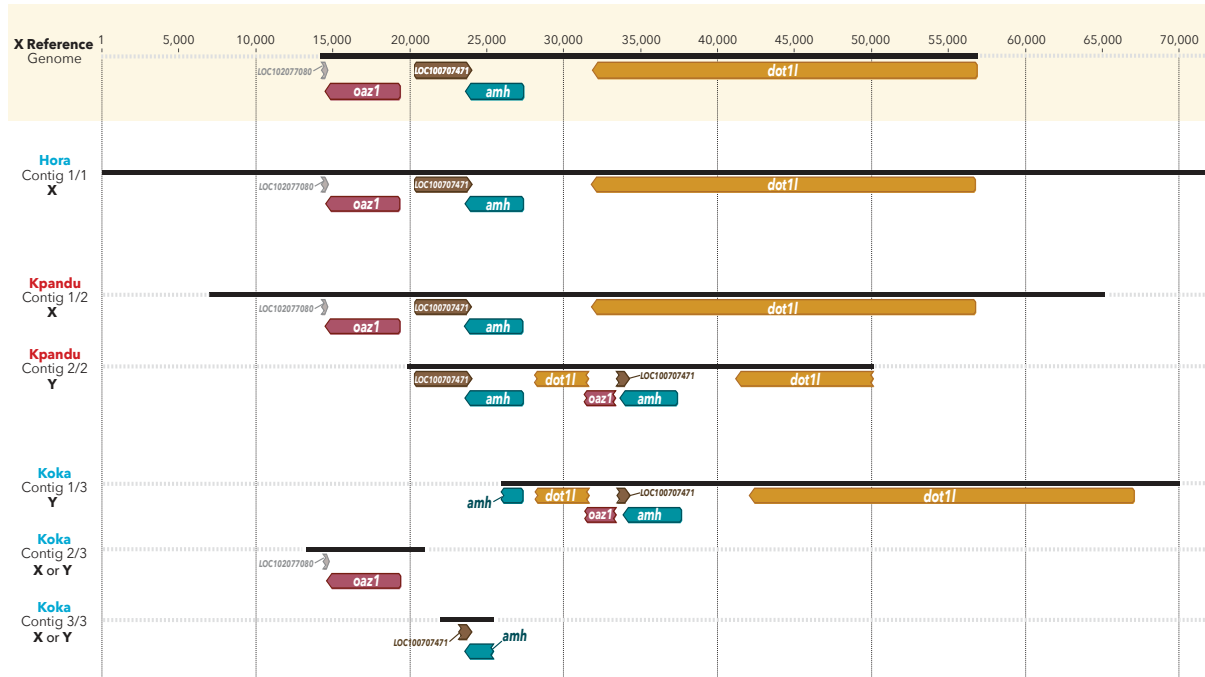 X Reference
Genome
1 5,000 10,000 15,000 20,000 25,000 30,000 35,000 40,000 45,000 50,000 55,000 60,000 65,000 70,000
LOC102077080 LOC100707471 dot1l
oaz1 amh
Hora
Contig 1/1
X
LOC102077080 LOC100707471 dot1l
oaz1 amh
Kpandu
Contig 1/2
X
LOC102077080 LOC100707471 dot1l
oaz1 amh
Kpandu
Contig 2/2
Y
LOC100707471 dot1l LOC100707471 dot1l
amh oaz1 amh
Koka
Contig 1/3
Y
dot1l LOC100707471 dot1l
amh oaz1 amh
Koka
Contig 2/3
X or Y
LOC102077080
oaz1
Koka
Contig 3/3
X or Y
LOC100707471 amh